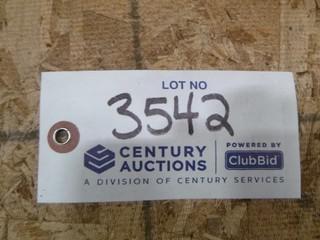 LOT NO
3542
CENTURY AUCTIONS
POWERED BY
ClubBid
A DIVISION OF CENTURY SERVICES